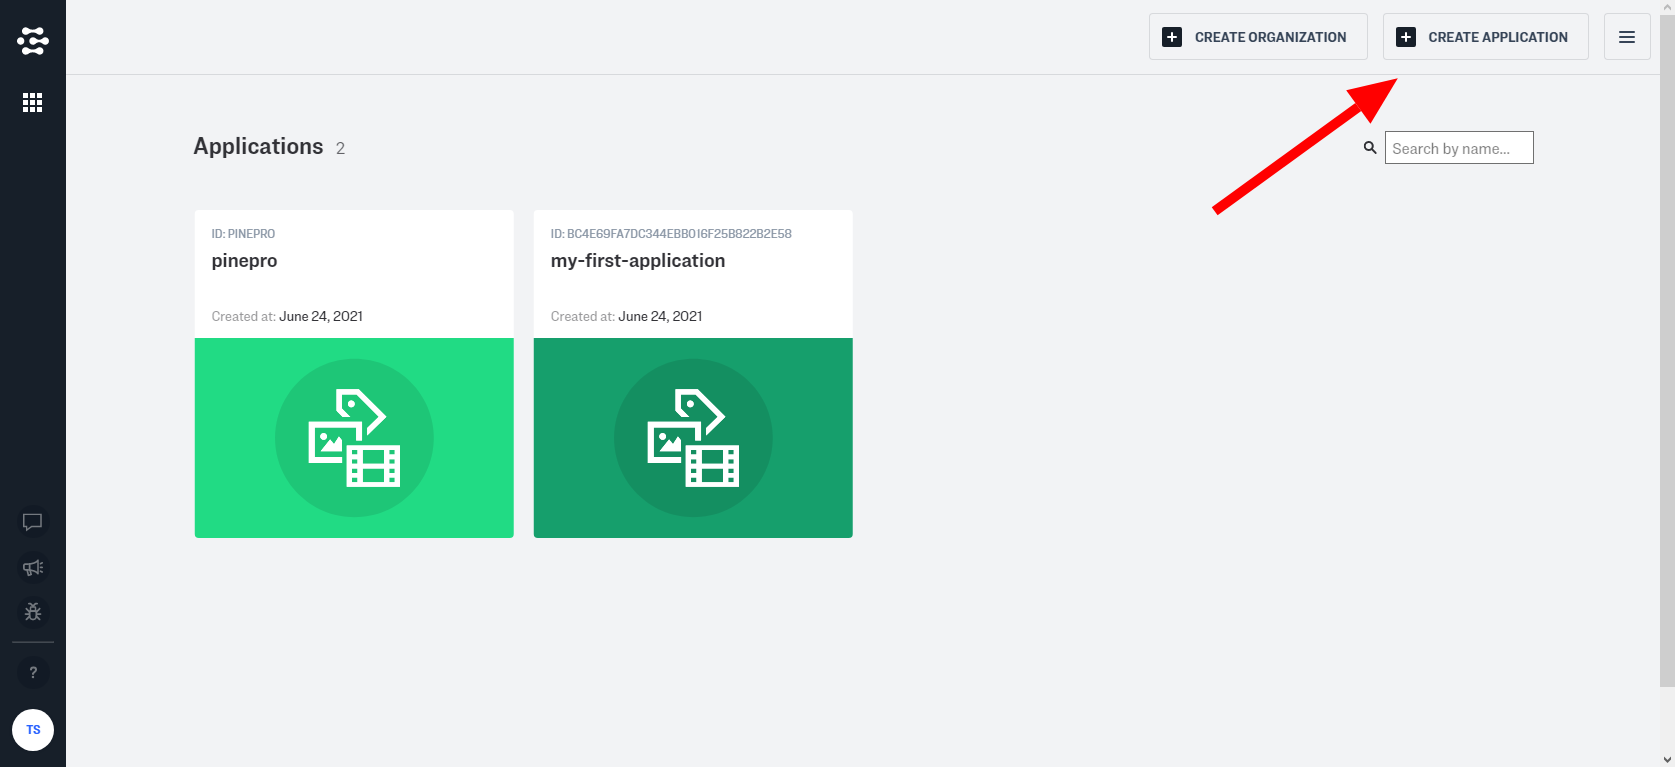 CREATE ORGANIZATION
CREATE APPLICATION
Applications 2
Search by name...
ID: PINEPRO
pinepro
Created at: June 24, 2021
ID: BC4E69FA7DC344EBB016F25B822B2E58
my-first-application
Created at: June 24, 2021
?
TS